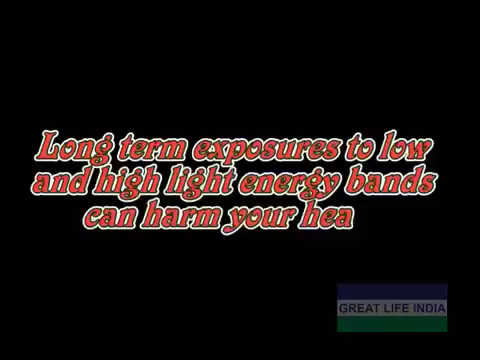 Long term exposures to low
and high light energy bands
can harm your hea
GREAT LIFE INDIA